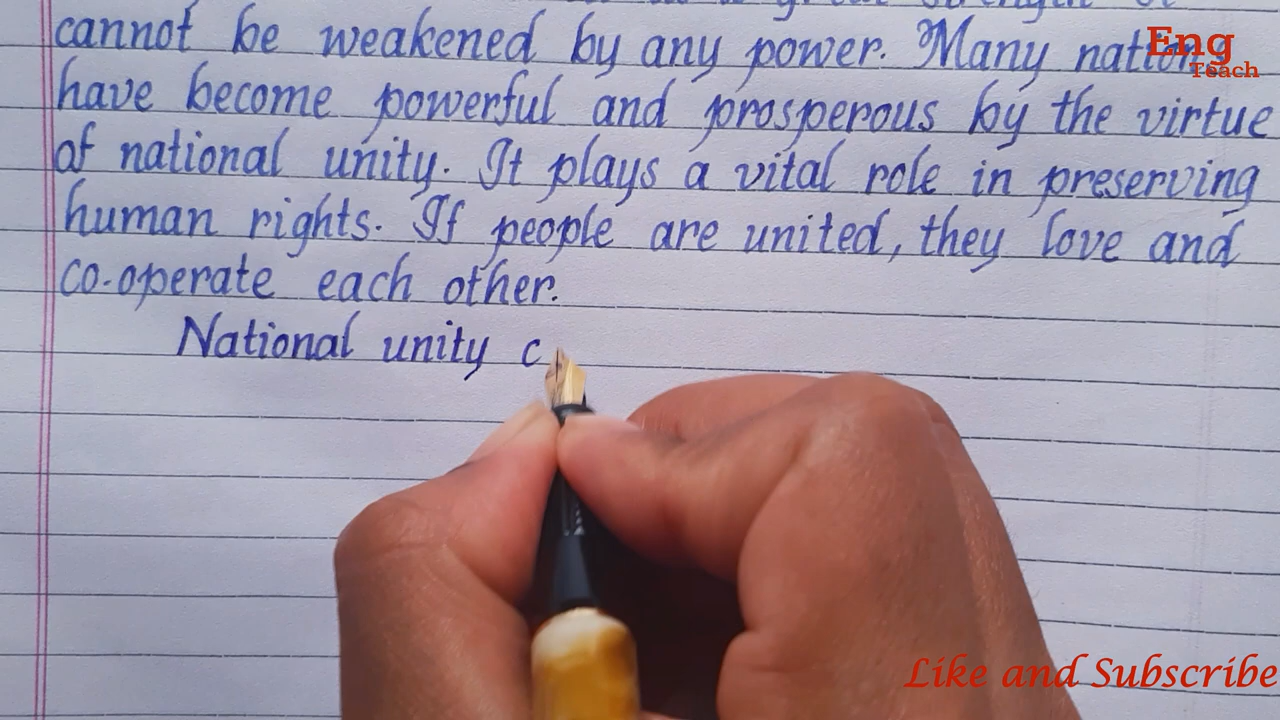 cannot be weakened by any power. Many nations
have become powerful and prosperous by the virtue
of national unity. It plays a vital role in preserving
human rights. If people are united, they love and
co-operate each other.
National unity c
Eng
Teach
Like and Subscribe